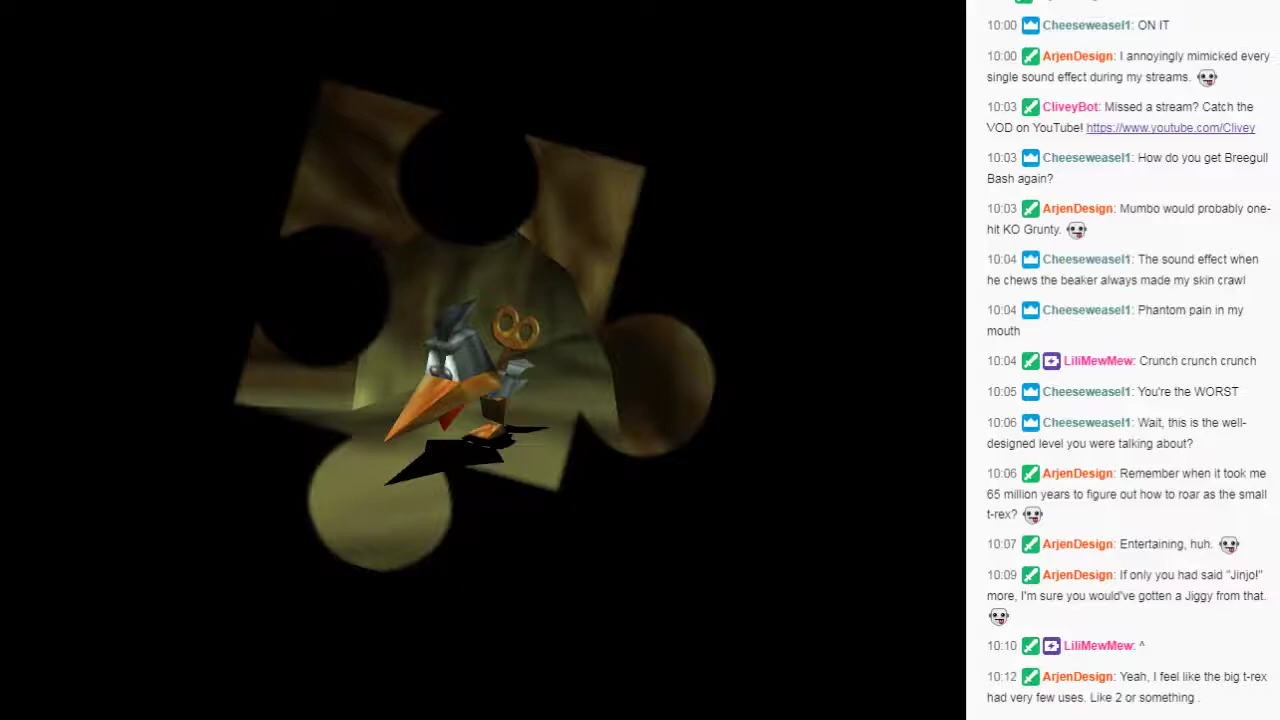 10:00 Cheeseweasel1: ON IT
10:00 ArjenDesign: I annoyingly mimicked every
single sound effect during my streams.
10:03 CliveyBot: Missed a stream? Catch the
VOD on YouTube! https://www.youtube.com/Clivey
10:03 Cheeseweasel1: How do you get Breegull
Bash again?
10:03 ArjenDesign: Mumbo would probably one-
hit KO Grunty.
10:04 Cheeseweasel1: The sound effect when
he chews the beaker always made my skin crawl
10:04 Cheeseweasel1: Phantom pain in my
mouth
10:04 LiliMewMew: Crunch crunch crunch
10:05 Cheeseweasel1: You're the WORST
10:06 Cheeseweasel1: Wait, this is the well-
designed level you were talking about?
10:06 ArjenDesign: Remember when it took me
65 million years to figure out how to roar as the small
t-rex?
10:07 ArjenDesign: Entertaining, huh.
10:09 ArjenDesign: If only you had said "Jinjo!"
more, I'm sure you would've gotten a Jiggy from that.
10:10 LiliMewMew: ^
10:12 ArjenDesign: Yeah, I feel like the big t-rex
had very few uses. Like 2 or something .